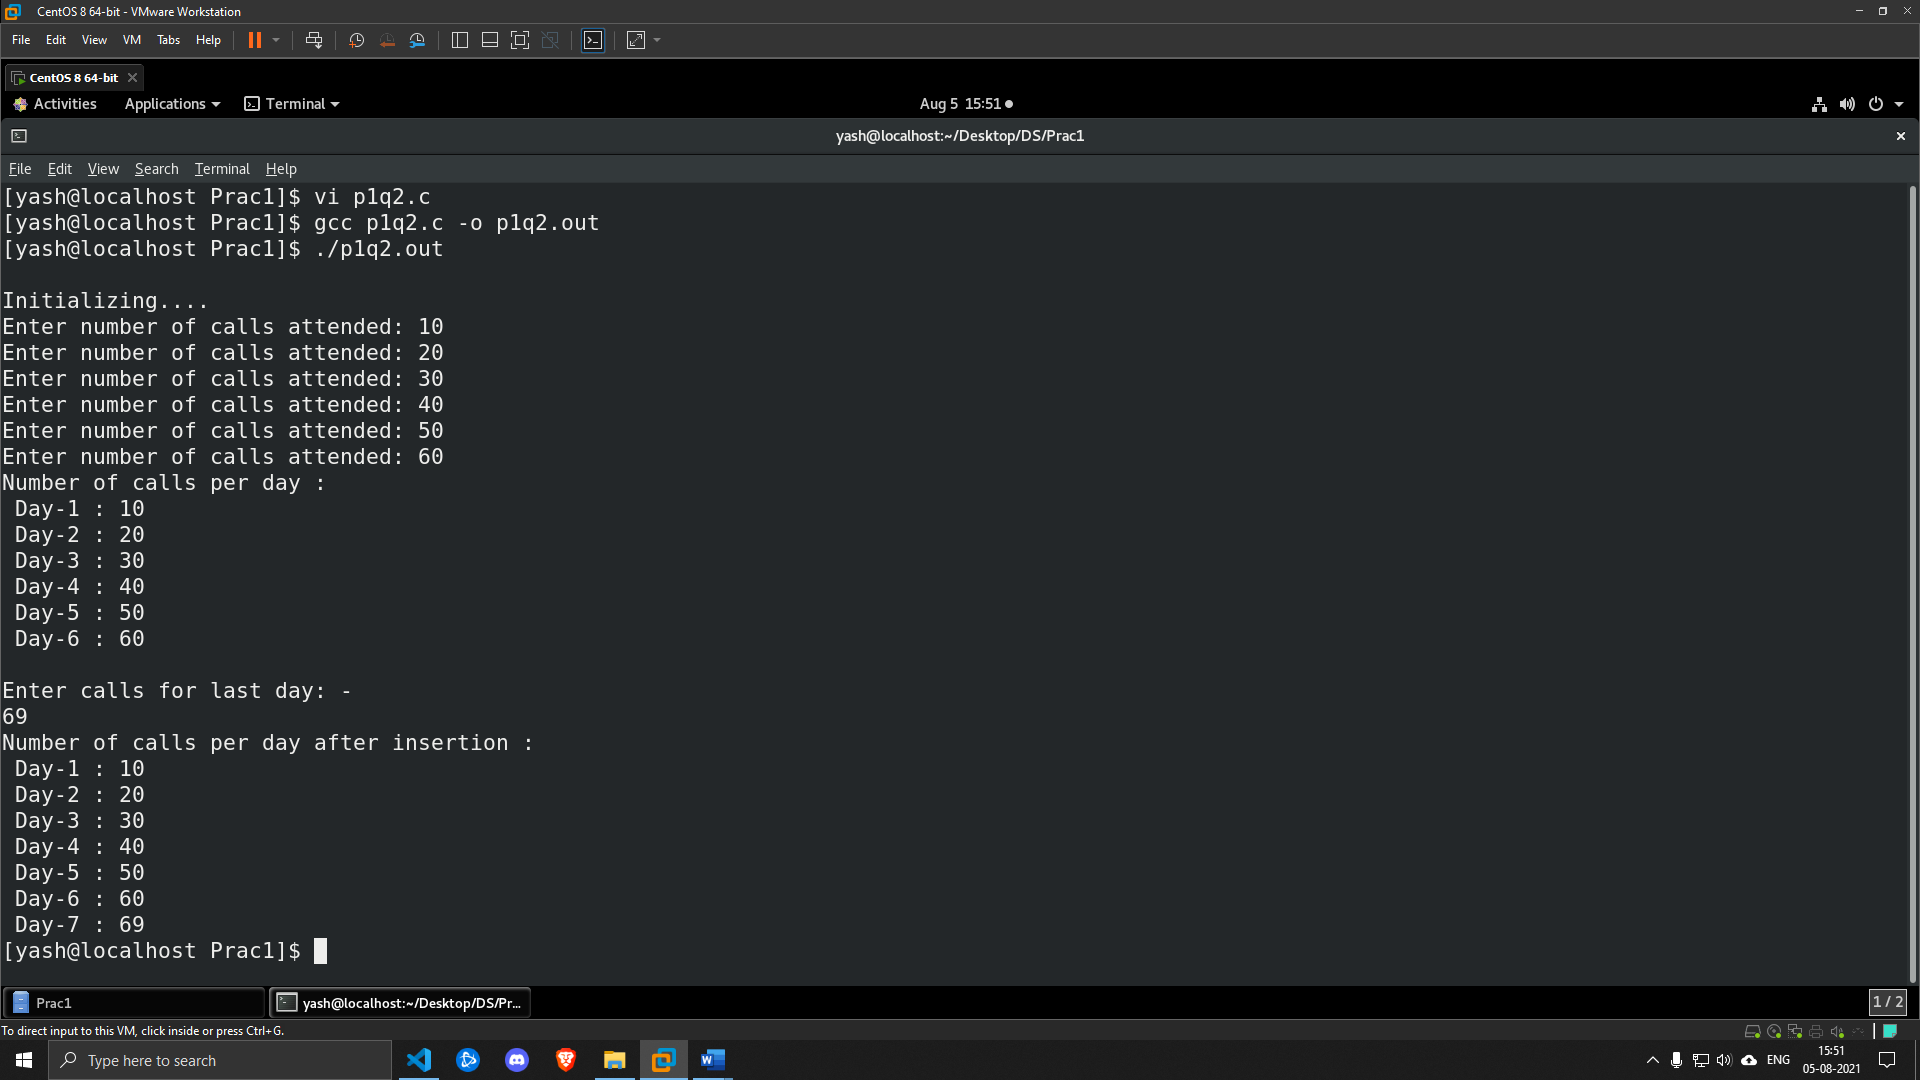 CentOS 8 64-bit - VMware Workstation
File Edit View VM Tabs Help
CentOS 8 64-bit
Activities Applications Terminal Aug 5 15:51
yash@localhost:~/Desktop/DS/Prac1
File Edit View Search Terminal Help
[yash@localhost Prac1]$ vi p1q2.c
[yash@localhost Prac1]$ gcc p1q2.c -o p1q2.out
[yash@localhost Prac1]$ ./p1q2.out
Initializing....
Enter number of calls attended: 10
Enter number of calls attended: 20
Enter number of calls attended: 30
Enter number of calls attended: 40
Enter number of calls attended: 50
Enter number of calls attended: 60
Number of calls per day :
Day-1 : 10
Day-2 : 20
Day-3 : 30
Day-4 : 40
Day-5 : 50
Day-6 : 60
Enter calls for last day: -
69
Number of calls per day after insertion :
Day-1 : 10
Day-2 : 20
Day-3 : 30
Day-4 : 40
Day-5 : 50
Day-6 : 60
Day-7 : 69
[yash@localhost Prac1]$
Prac1 yash@localhost:~/Desktop/DS/Pr... 1 / 2
To direct input to this VM, click inside or press Ctrl+G.
Type here to search ENG 15:51
05-08-2021